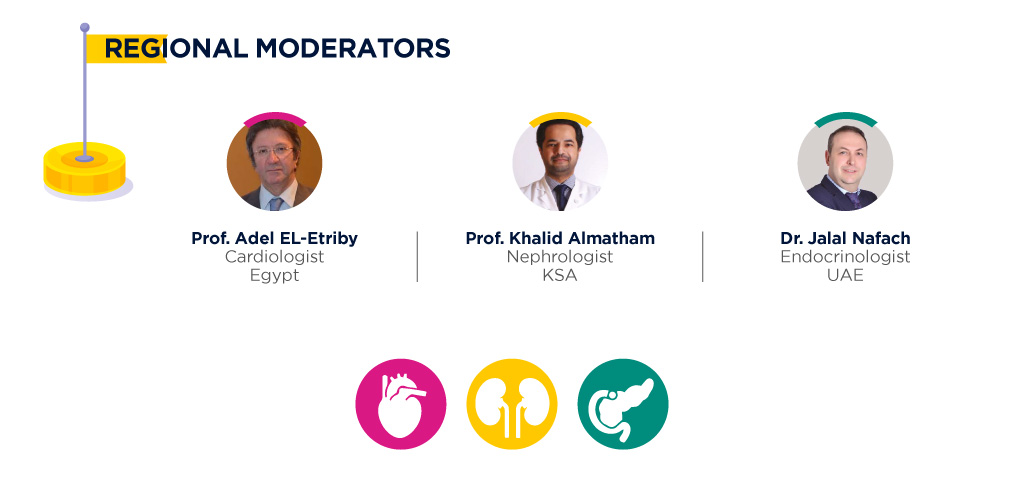 REGIONAL MODERATORS
Prof. Adel EL-Etriby
Cardiologist
Egypt
Prof. Khalid Almatham
Nephrologist
KSA
Dr. Jalal Nafach
Endocrinologist
UAE